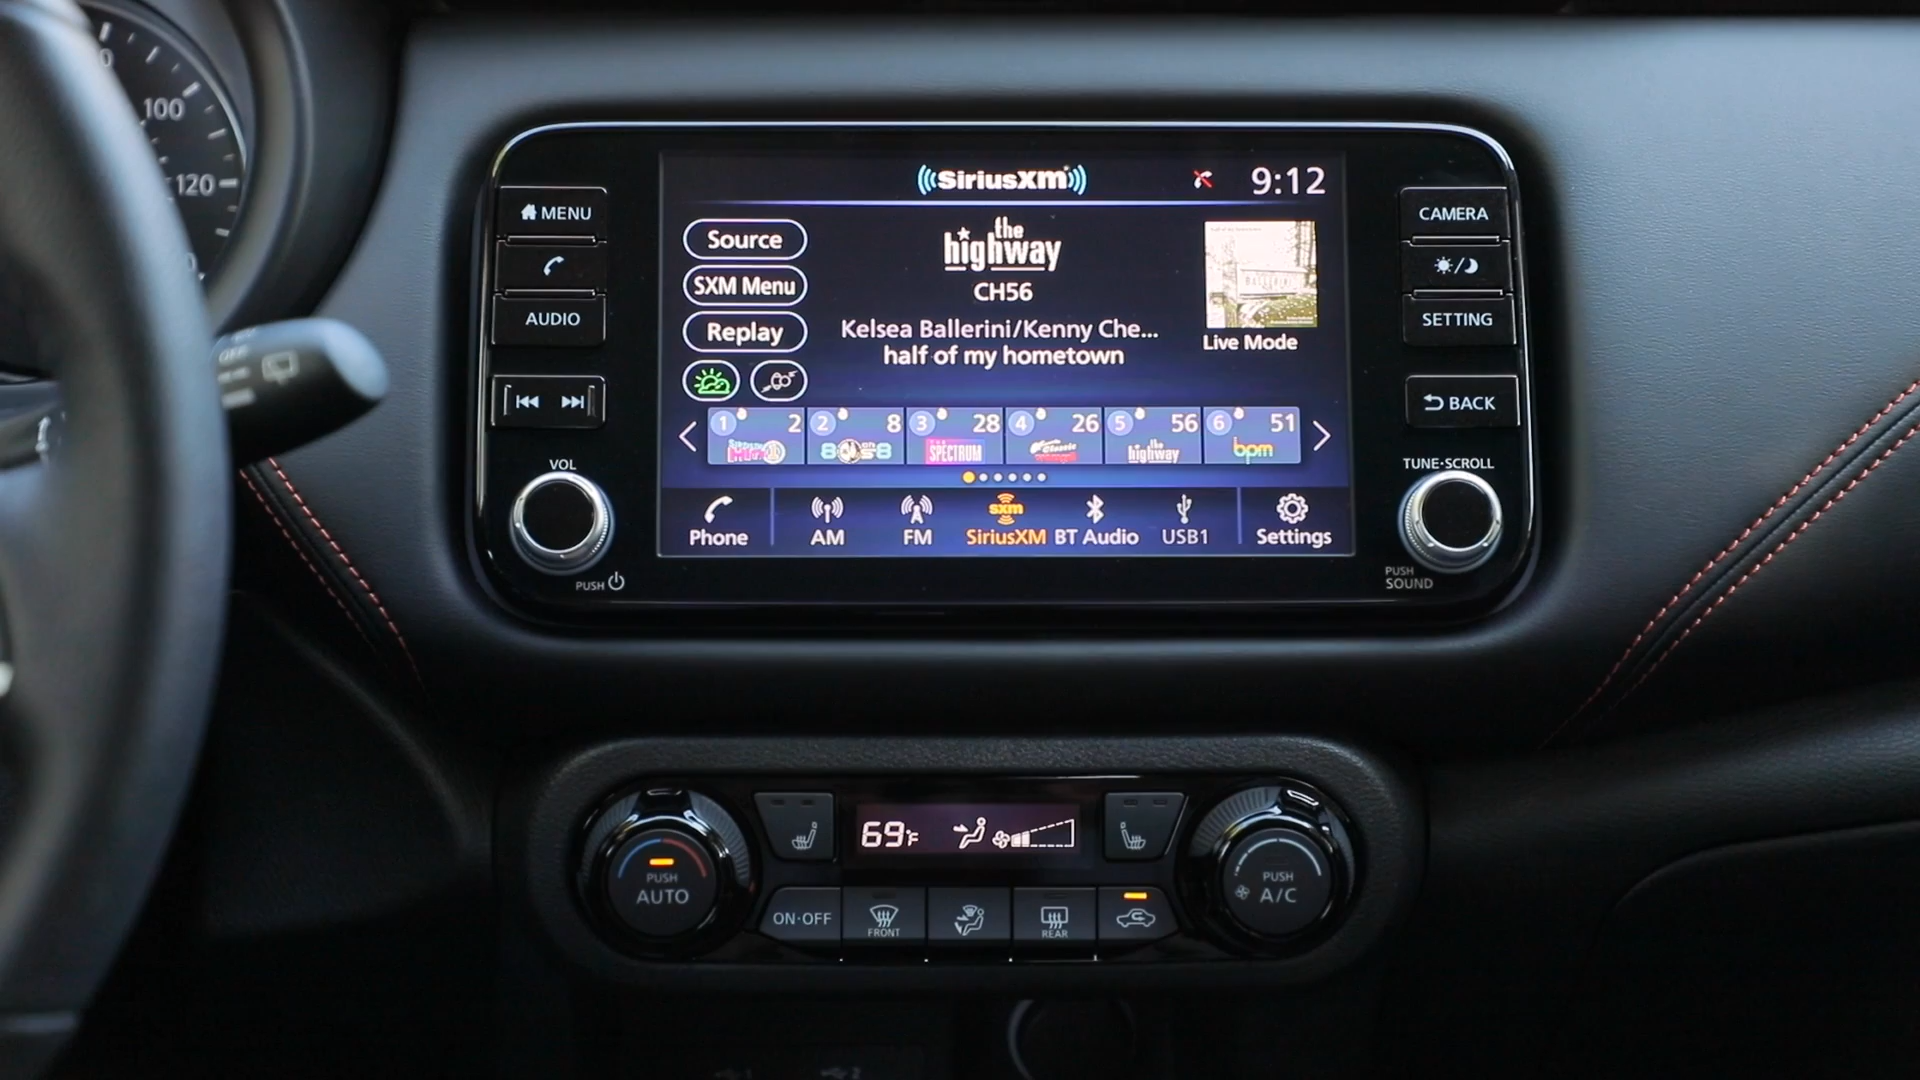 100
120
MENU
AUDIO
VOL
PUSH
SiriusXM
9:12
Source
SXM Menu
Replay
the
highway
CH56
Kelsea Ballerini/Kenny Che...
half of my hometown
Live Mode
1 2
2 8
3 28
SPECTRUM
4 26
5 56
the
highway
6 51
bpm
Phone
AM
FM
sxm
SiriusXM
BT Audio
USB1
Settings
CAMERA
SETTING
BACK
TUNE·SCROLL
PUSH
SOUND
OFF
69°F
PUSH
AUTO
ON·OFF
FRONT
REAR
PUSH
A/C